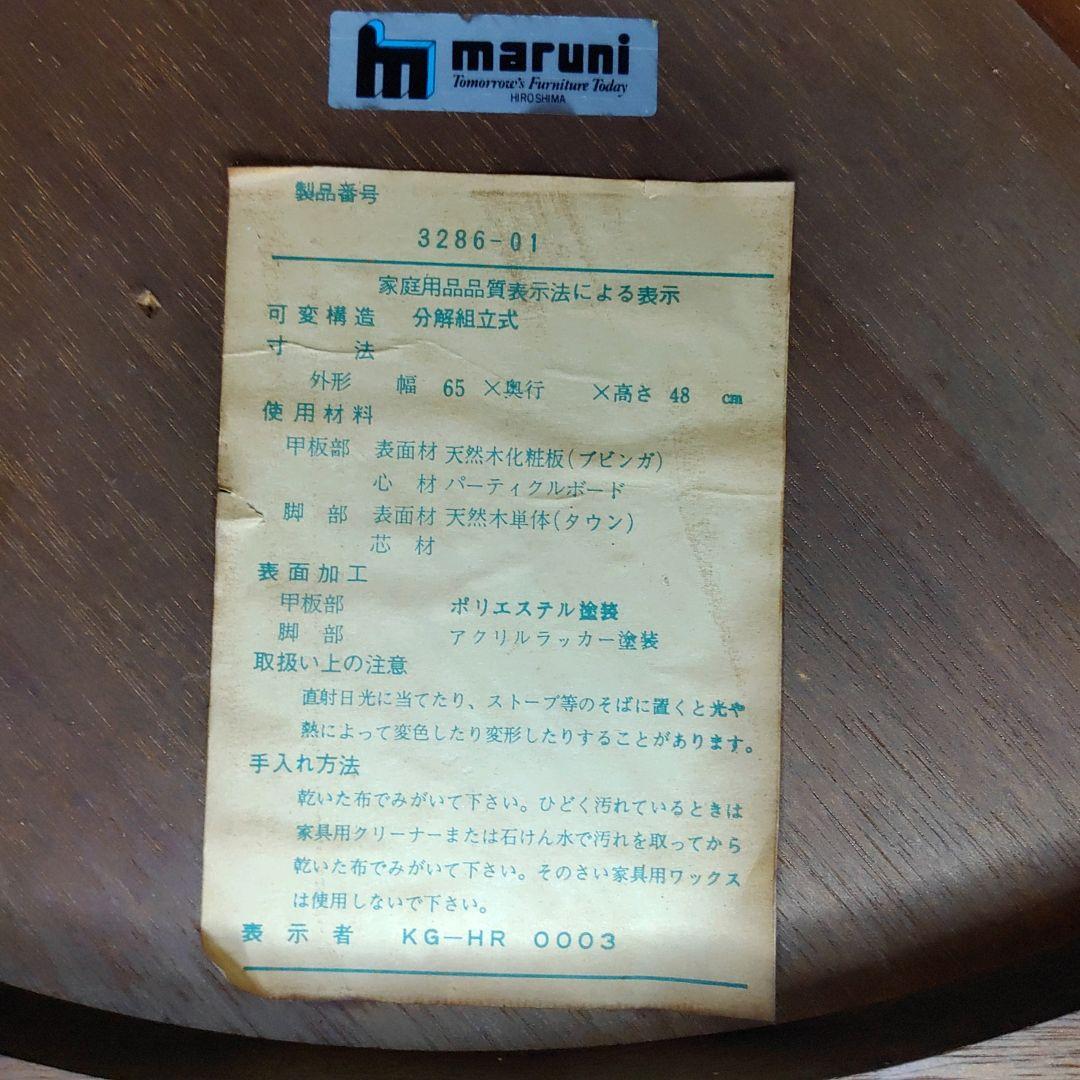 maruni
Tomorrow's Furniture Today
HIROSHIMA
製品番号
3286-01
家庭用品品質表示法による表示
可変構造 分解組立式
寸 法
外形 幅 65 ×奥行 ×高さ 48 cm
使用材料
甲板部 表面材 天然木化粧板(ブビンガ)
心 材 パーティクルボード
脚 部 表面材 天然木単体(タウン)
芯 材
表面加工
甲板部 ポリエステル塗装
脚 部 アクリルラッカー塗装
取扱い上の注意
直射日光に当てたり、ストーブ等のそばに置くと光や
熱によって変色したり変形したりすることがあります。
手入れ方法
乾いた布でみがいて下さい。ひどく汚れているときは
家具用クリーナーまたは石けん水で汚れを取ってから
乾いた布でみがいて下さい。そのさい家具用ワックス
は使用しないで下さい。
表 示 者 KG-HR 0003